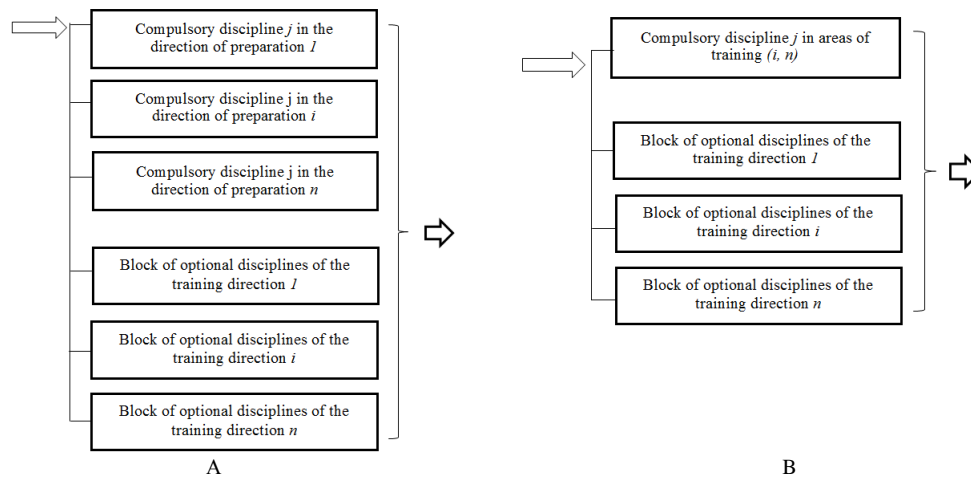 Compulsory discipline j in the
direction of preparation 1
Compulsory discipline j in the
direction of preparation i
Compulsory discipline j in the
direction of preparation n
Block of optional disciplines of the
training direction 1
Block of optional disciplines of the
training direction i
Block of optional disciplines of the
training direction n
A
Compulsory discipline j in areas of
training (i, n)
Block of optional disciplines of the
training direction 1
Block of optional disciplines of the
training direction i
Block of optional disciplines of the
training direction n
B